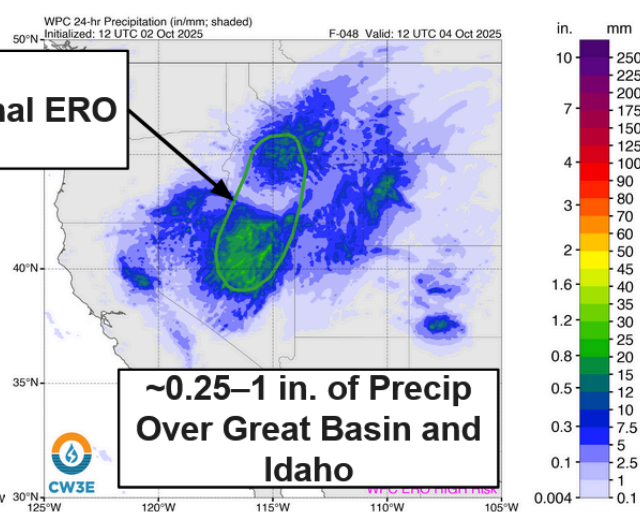 WPC 24-hr Precipitation (in/mm; shaded)
Initialized: 12 UTC 02 Oct 2025
F-048 Valid: 12 UTC 04 Oct 2025
in. mm
50°N
40°N
35°N
30°N
125°W
120°W
115°W
110°W
105°W
W
nal ERO
~0.25–1 in. of Precip
Over Great Basin and
Idaho
CW3E
WPC ERO HIGH Risk
10
7
4
3
2
1.6
1.2
0.8
0.5
0.3
0.1
0.004
250
225
200
175
150
125
100
90
80
70
60
50
45
40
35
30
25
20
15
12
10
7.5
5
2.5
1
0.1